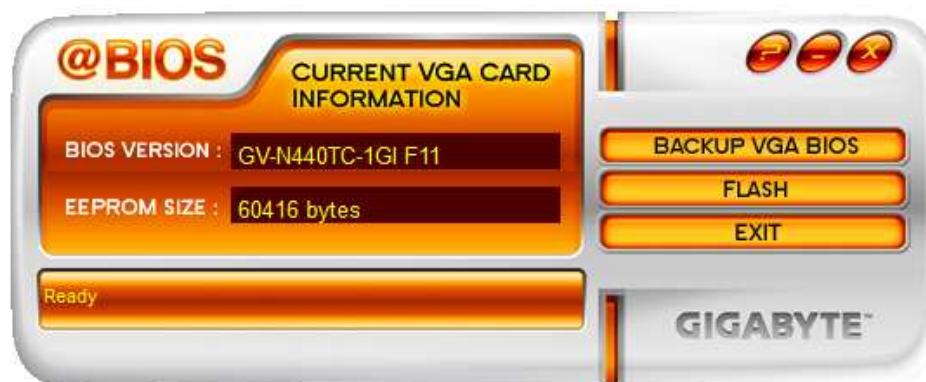 @BIOS
CURRENT VGA CARD
INFORMATION
BIOS VERSION : GV-N440TC-1GI F11
EEPROM SIZE : 60416 bytes
Ready
? - X
BACKUP VGA BIOS
FLASH
EXIT
GIGABYTE™